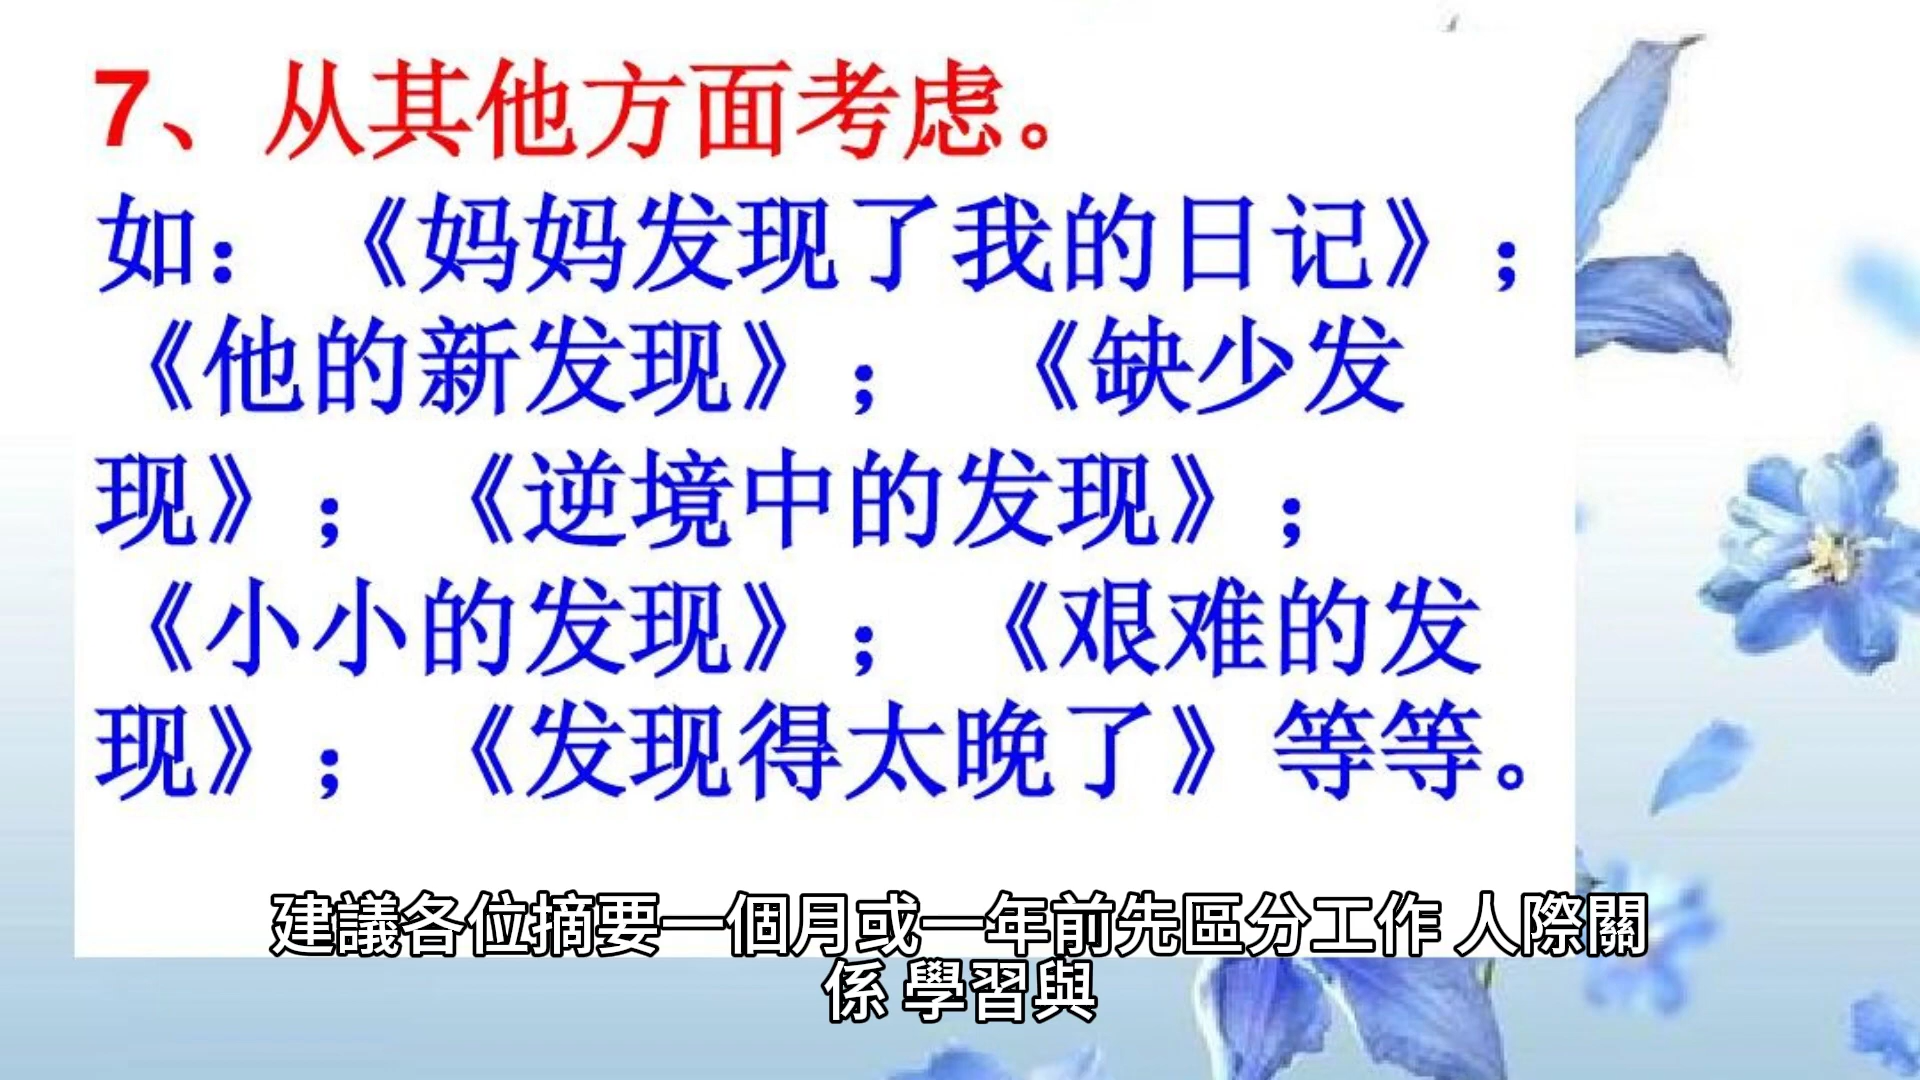 7、从其他方面考虑。
如：《妈妈发现了我的日记》；
《他的新发现》；《缺少发
现》；《逆境中的发现》；
《小小的发现》；《艰难的发
现》；《发现得太晚了》等等。
建議各位摘要一個月或一年前先區分工作 人際關
係 學習與